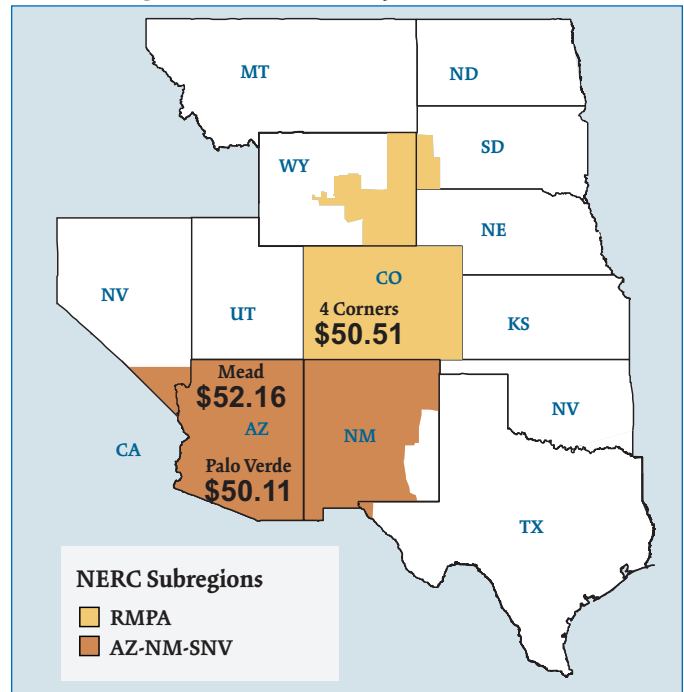 MT
ND
SD
WY
NE
CO
NV
UT
4 Corners
$50.51
KS
Mead
$52.16
AZ
NM
NV
CA
Palo Verde
$50.11
TX
NERC Subregions
RMPA
AZ-NM-SNV